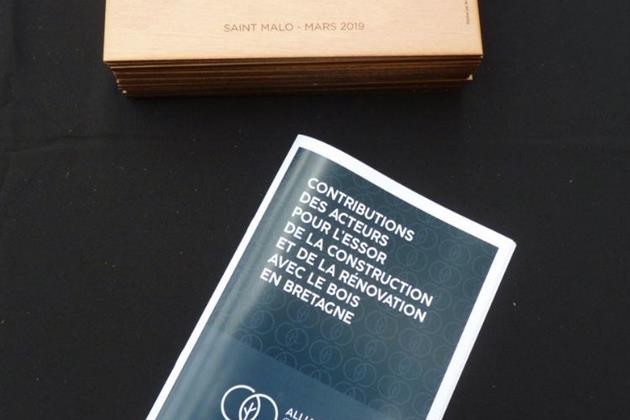 SAINT MALO - MARS 2019
CONTRIBUTIONS
DES ACTEURS
POUR L'ESSOR
DE LA CONSTRUCTION
ET DE LA RÉNOVATION
AVEC LE BOIS
EN BRETAGNE